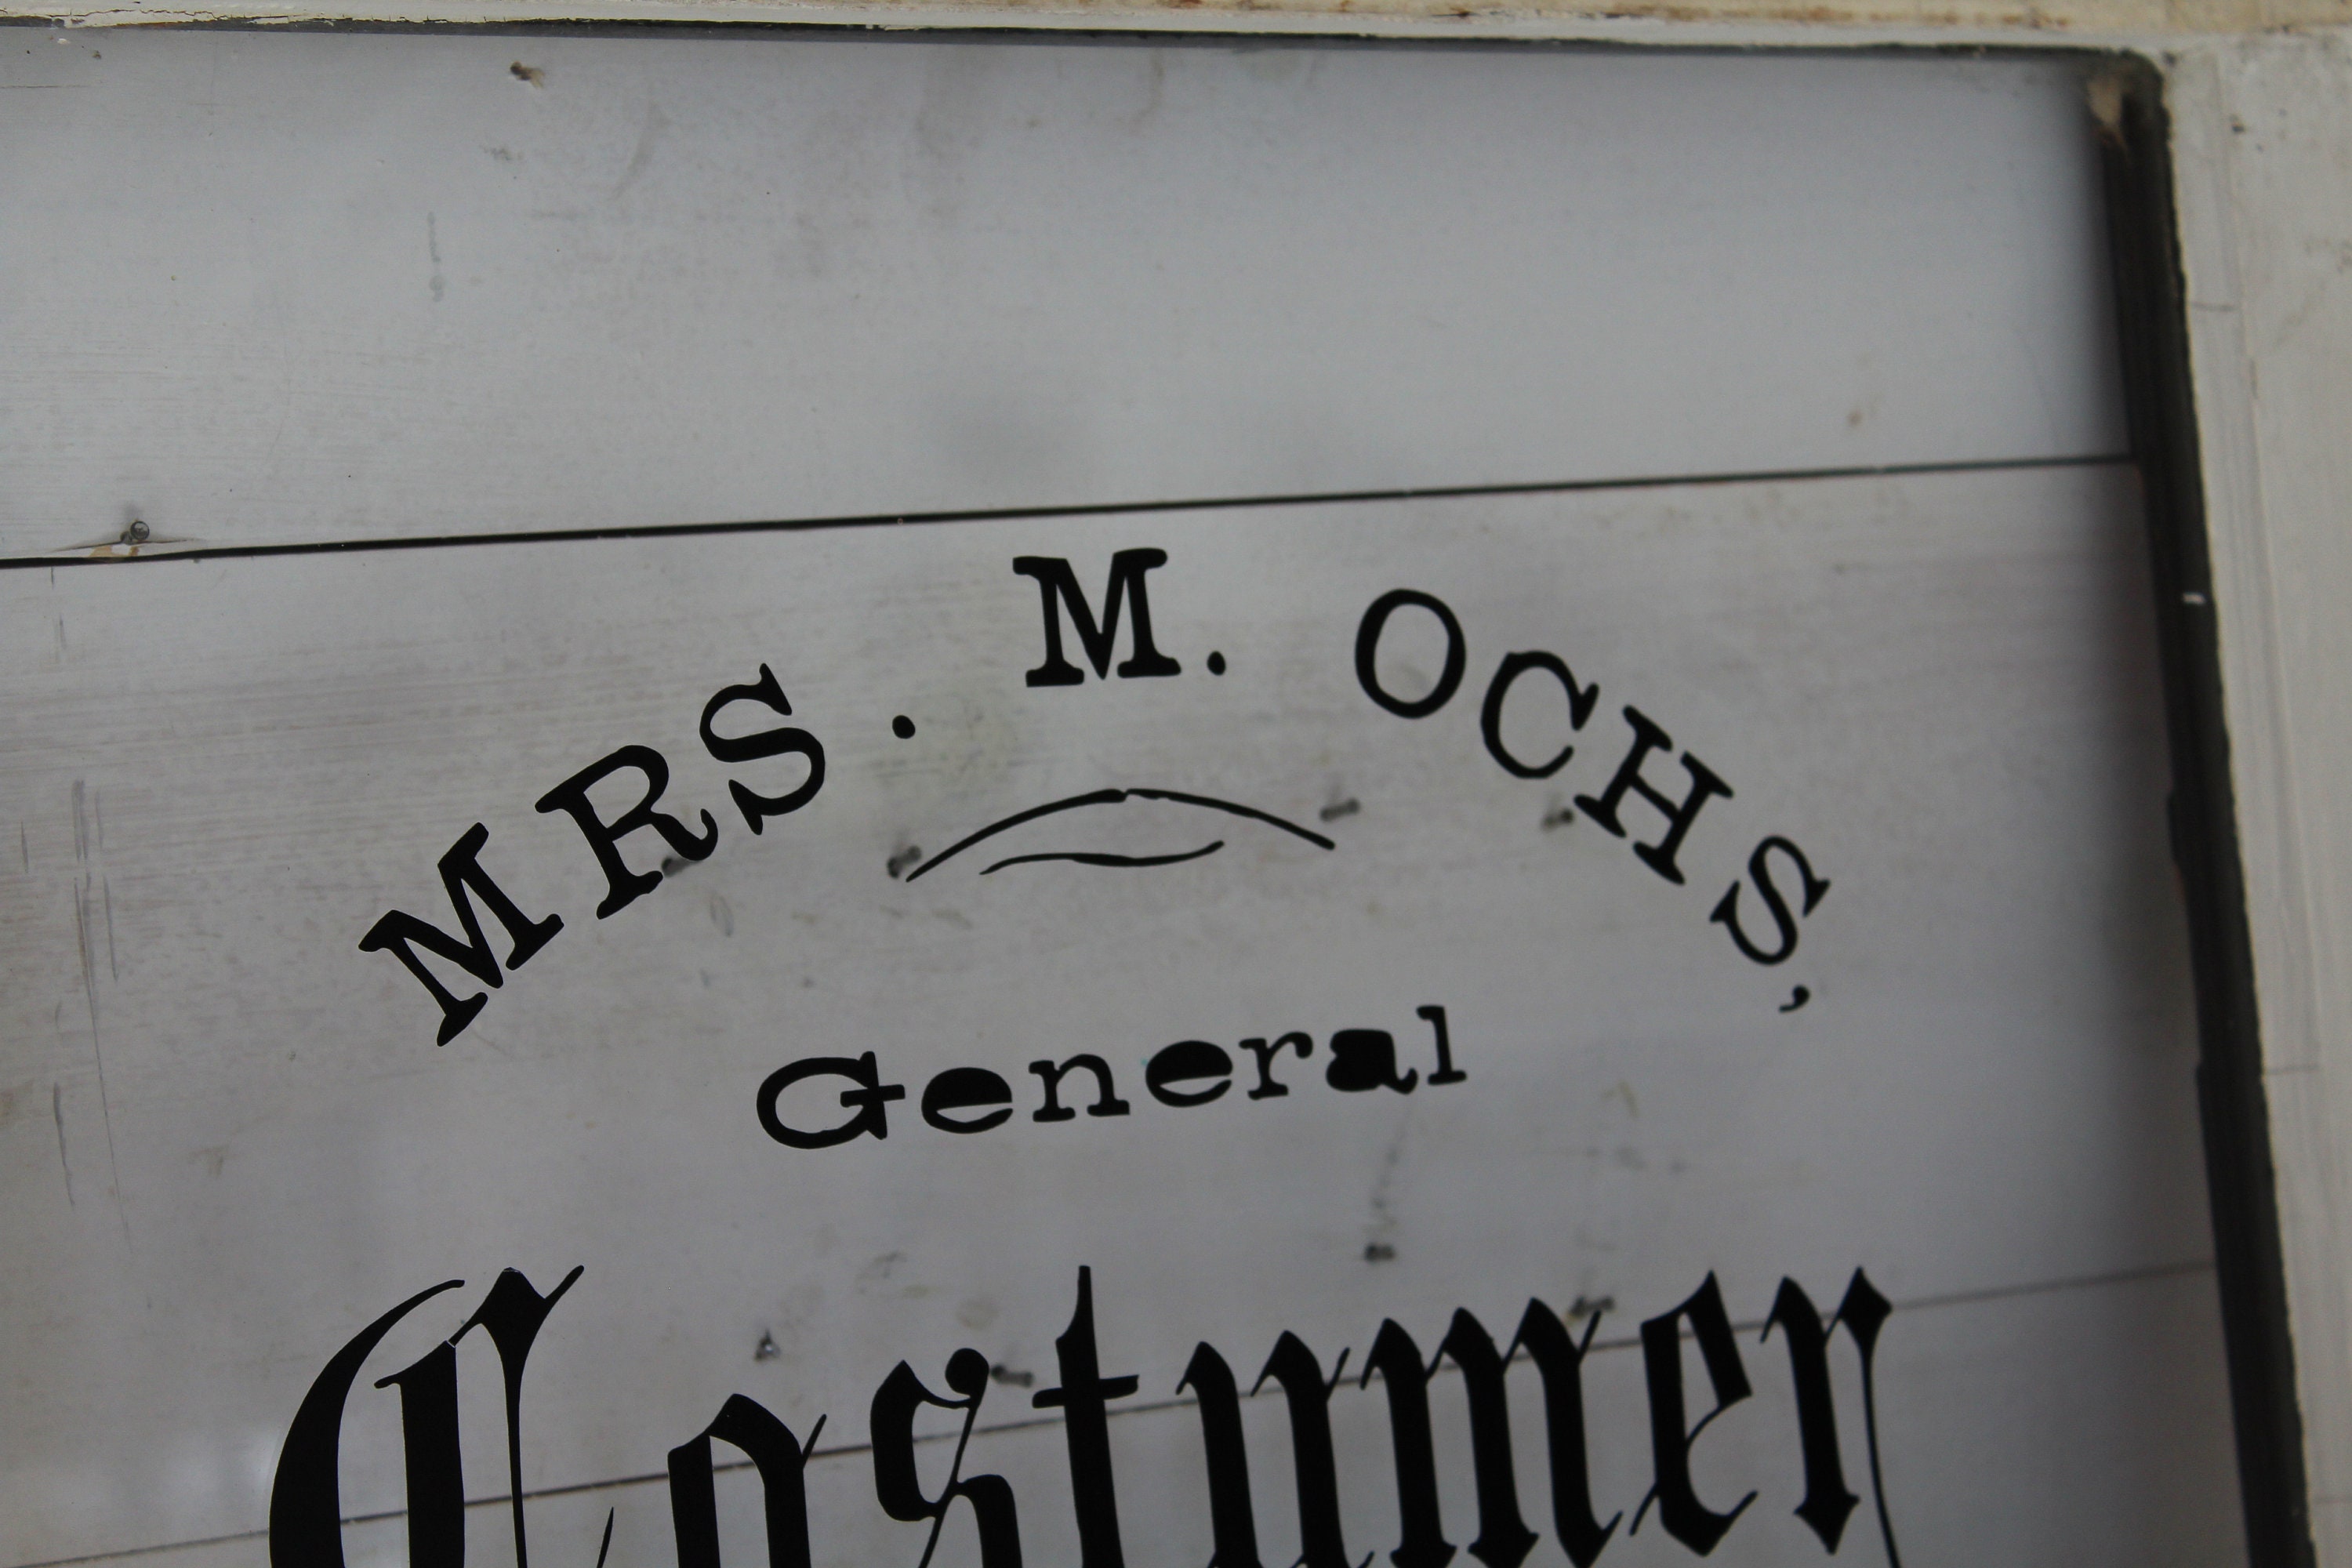 MRS. M. OCHS,
General
Costumer